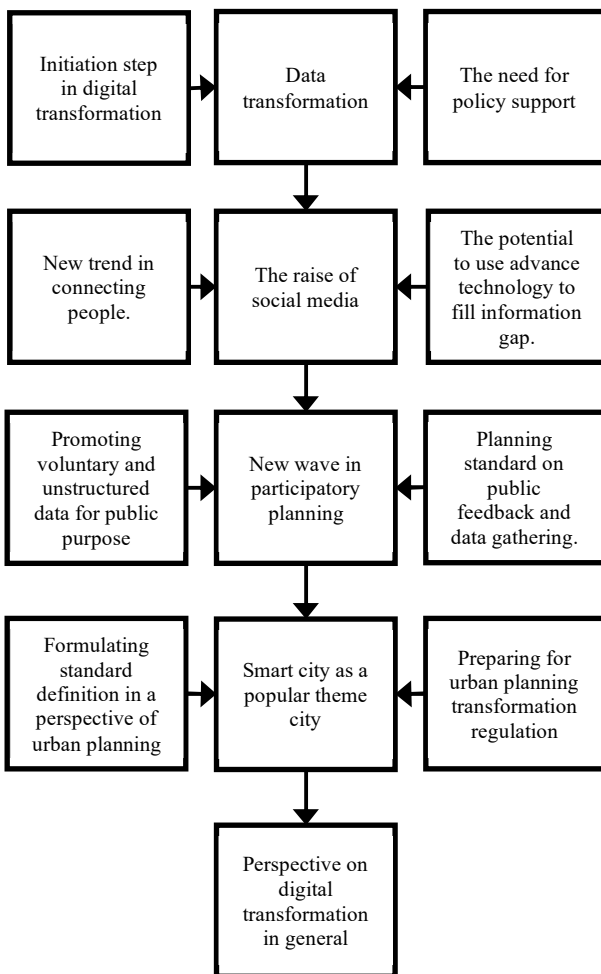 Initiation step
in digital
transformation
Data
transformation
The need for
policy support
New trend in
connecting
people.
The raise of
social media
The potential
to use advance
technology to
fill information
gap.
Promoting
voluntary and
unstructured
data for public
purpose
New wave in
participatory
planning
Planning
standard on
public
feedback and
data gathering.
Formulating
standard
definition in a
perspective of
urban planning
Smart city as a
popular theme
city
Preparing for
urban planning
transformation
regulation
Perspective on
digital
transformation
in general